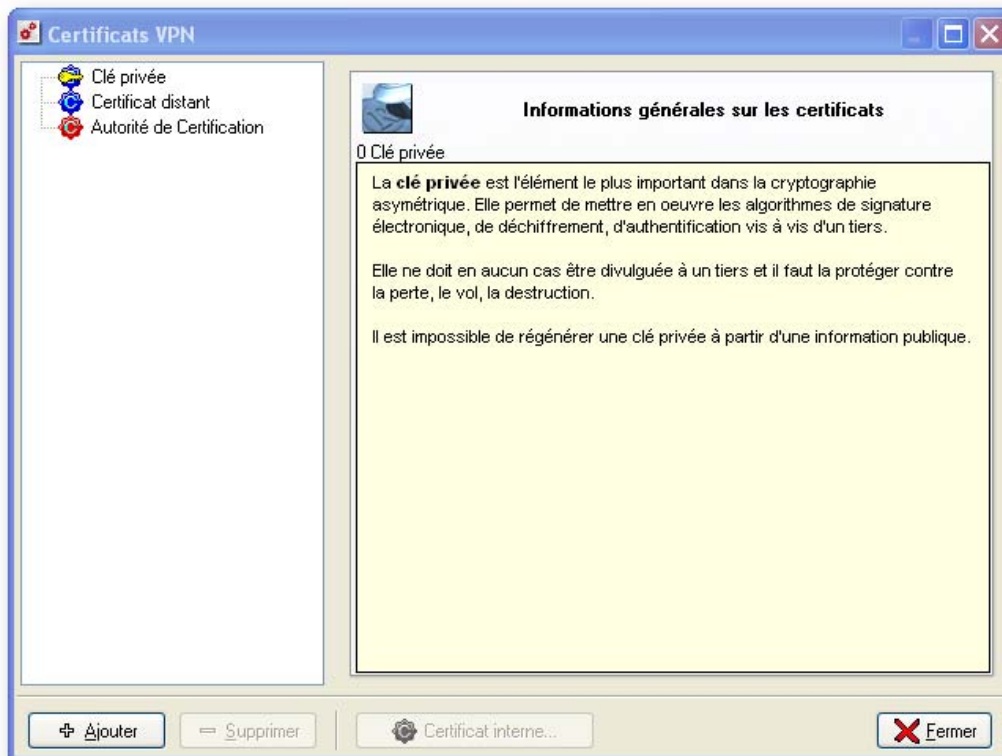 Certificats VPN
Clé privée
Certificat distant
Autorité de Certification
Informations générales sur les certificats
0 Clé privée
La clé privée est l'élément le plus important dans la cryptographie
asymétrique. Elle permet de mettre en oeuvre les algorithmes de signature
électronique, de déchiffrement, d'authentification vis à vis d'un tiers.
Elle ne doit en aucun cas être divulguée à un tiers et il faut la protéger contre
la perte, le vol, la destruction.
Il est impossible de régénérer une clé privée à partir d'une information publique.
Ajouter
Supprimer
Certificat interne...
Fermer